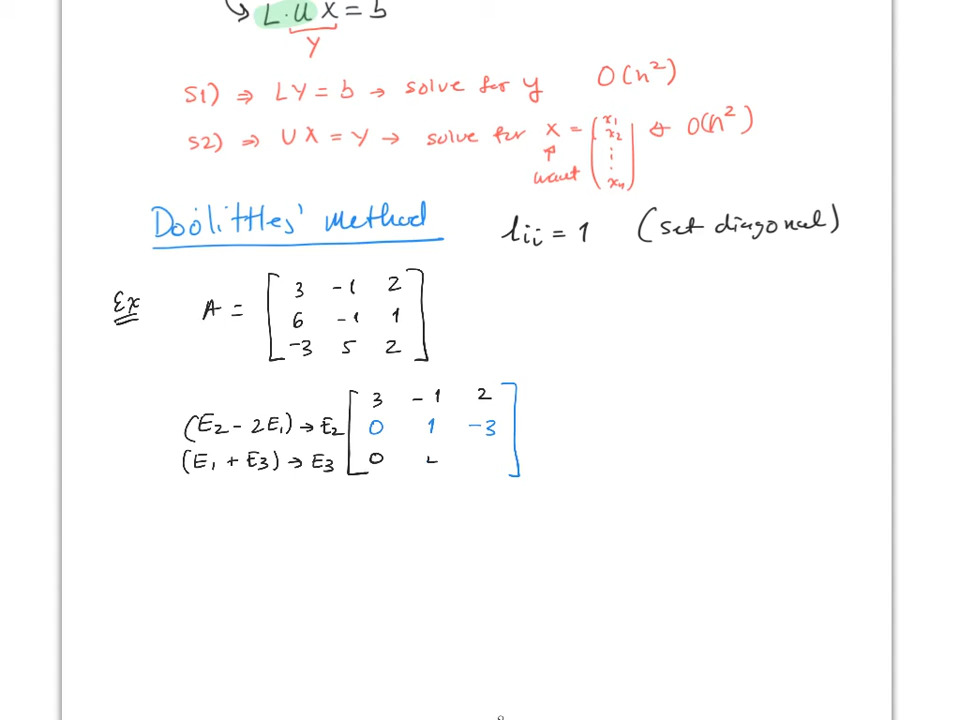 L·U X = b
Y
S1) ⇒ LY = b → solve for y O(n²)
S2) ⇒ UX = Y → solve for X = (x1 x2 ⋮ xn) & O(n²)
↑
want
Doolittles' method lii = 1 (set diagonal)
Ex A = [3 -1 2
6 -1 1
-3 5 2]
[3 -1 2
(E2 - 2E1) → E2 0 1 -3
(E1 + E3) → E3 0 ]